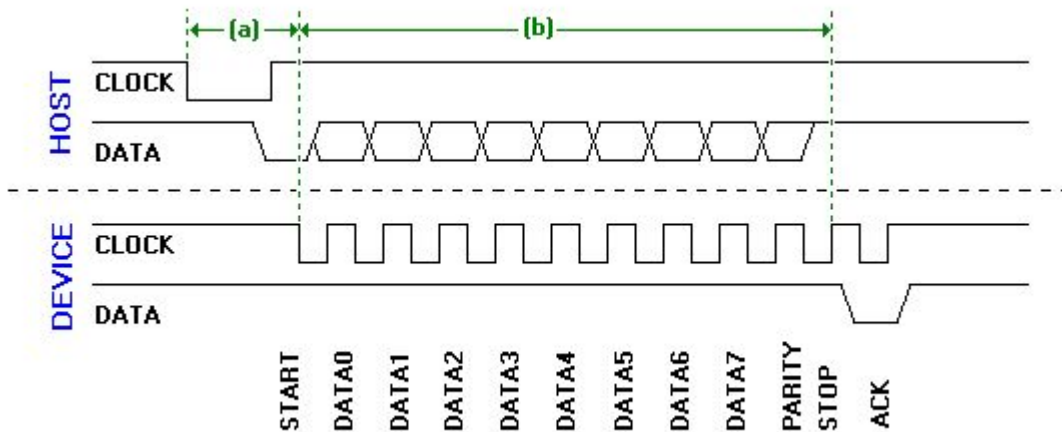 (a)
(b)
HOST
CLOCK
DATA
DEVICE
CLOCK
DATA
START
DATA0
DATA1
DATA2
DATA3
DATA4
DATA5
DATA6
DATA7
PARITY
STOP
ACK